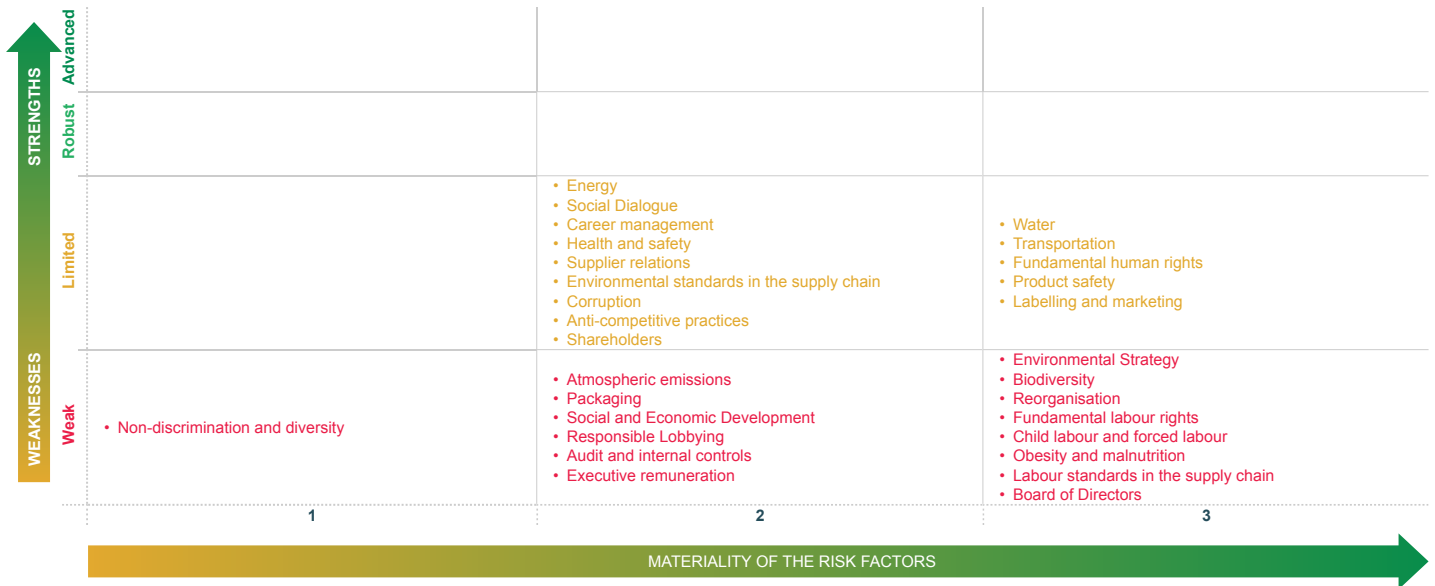 STRENGTHS
WEAKNESSES
Advanced
Robust
Limited
• Energy
• Social Dialogue
• Career management
• Health and safety
• Supplier relations
• Environmental standards in the supply chain
• Corruption
• Anti-competitive practices
• Shareholders
• Water
• Transportation
• Fundamental human rights
• Product safety
• Labelling and marketing
Weak
• Non-discrimination and diversity
• Atmospheric emissions
• Packaging
• Social and Economic Development
• Responsible Lobbying
• Audit and internal controls
• Executive remuneration
• Environmental Strategy
• Biodiversity
• Reorganisation
• Fundamental labour rights
• Child labour and forced labour
• Obesity and malnutrition
• Labour standards in the supply chain
• Board of Directors
1
2
3
MATERIALITY OF THE RISK FACTORS